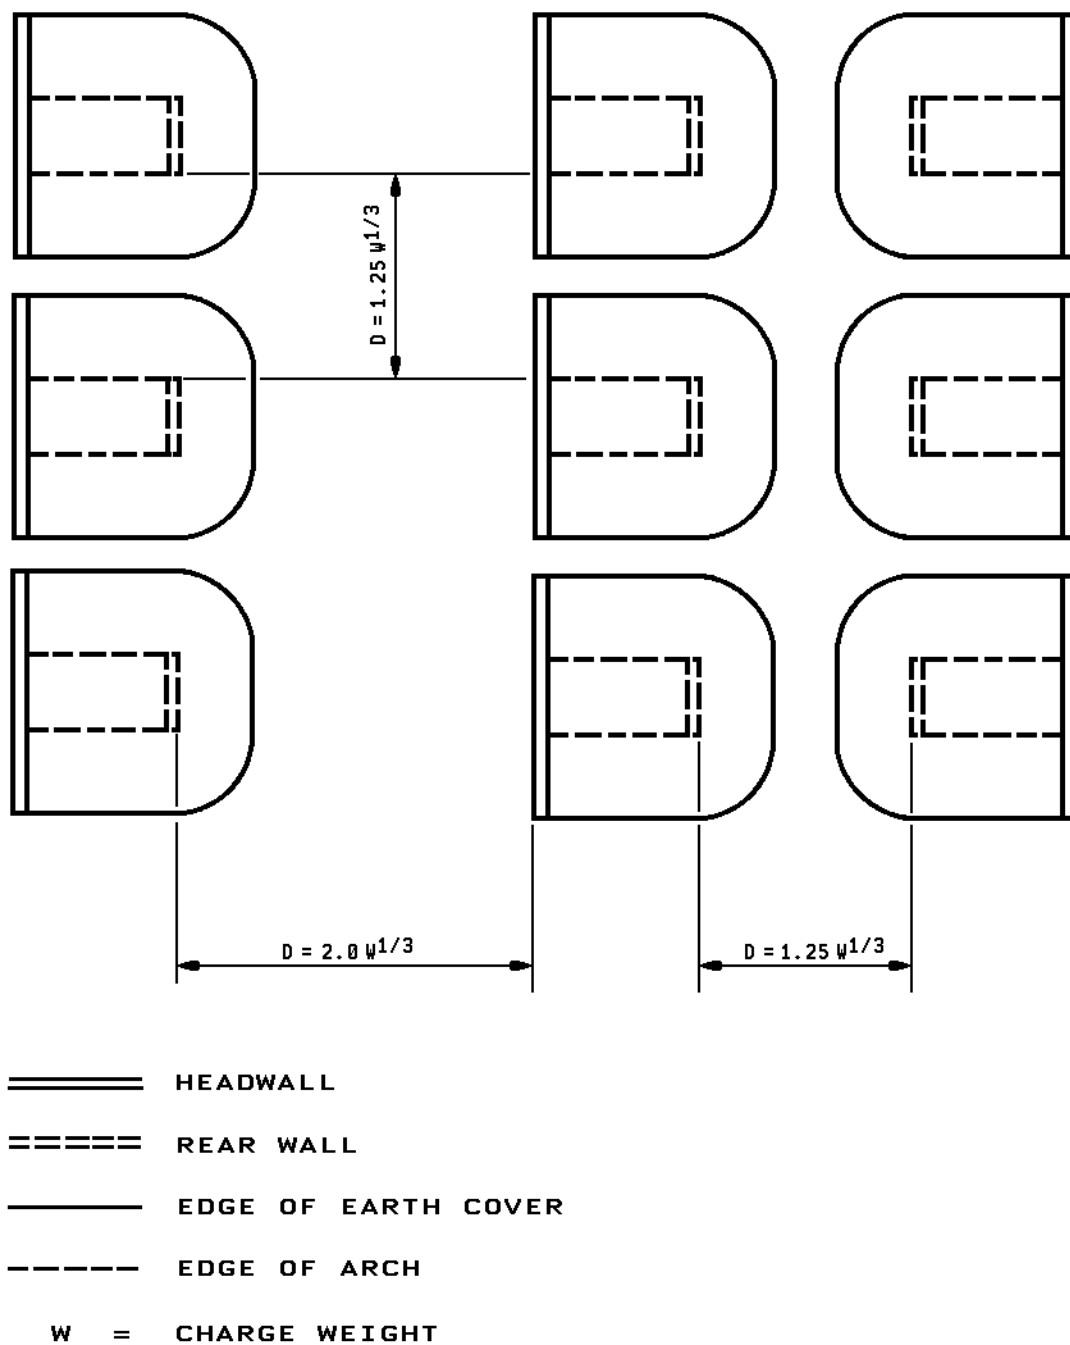 D = 1.25 W1/3
D = 2.0 W1/3
D = 1.25 W1/3
HEADWALL
REAR WALL
EDGE OF EARTH COVER
EDGE OF ARCH
W = CHARGE WEIGHT